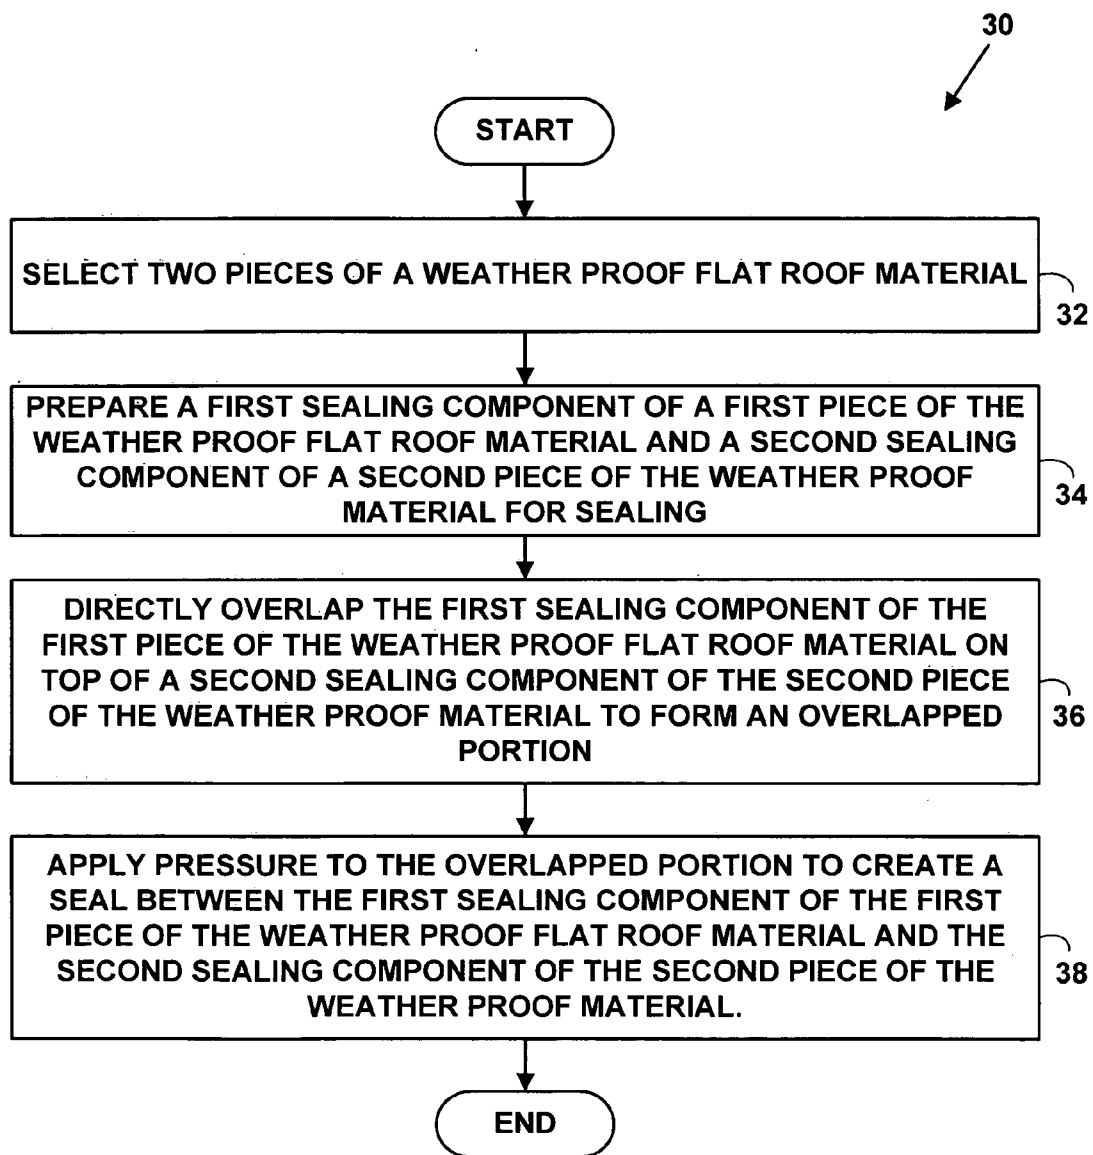 30
START
SELECT TWO PIECES OF A WEATHER PROOF FLAT ROOF MATERIAL
32
PREPARE A FIRST SEALING COMPONENT OF A FIRST PIECE OF THE
WEATHER PROOF FLAT ROOF MATERIAL AND A SECOND SEALING
COMPONENT OF A SECOND PIECE OF THE WEATHER PROOF
MATERIAL FOR SEALING
34
DIRECTLY OVERLAP THE FIRST SEALING COMPONENT OF THE
FIRST PIECE OF THE WEATHER PROOF FLAT ROOF MATERIAL ON
TOP OF A SECOND SEALING COMPONENT OF THE SECOND PIECE
OF THE WEATHER PROOF MATERIAL TO FORM AN OVERLAPPED
PORTION
36
APPLY PRESSURE TO THE OVERLAPPED PORTION TO CREATE A
SEAL BETWEEN THE FIRST SEALING COMPONENT OF THE FIRST
PIECE OF THE WEATHER PROOF FLAT ROOF MATERIAL AND THE
SECOND SEALING COMPONENT OF THE SECOND PIECE OF THE
WEATHER PROOF MATERIAL.
38
END